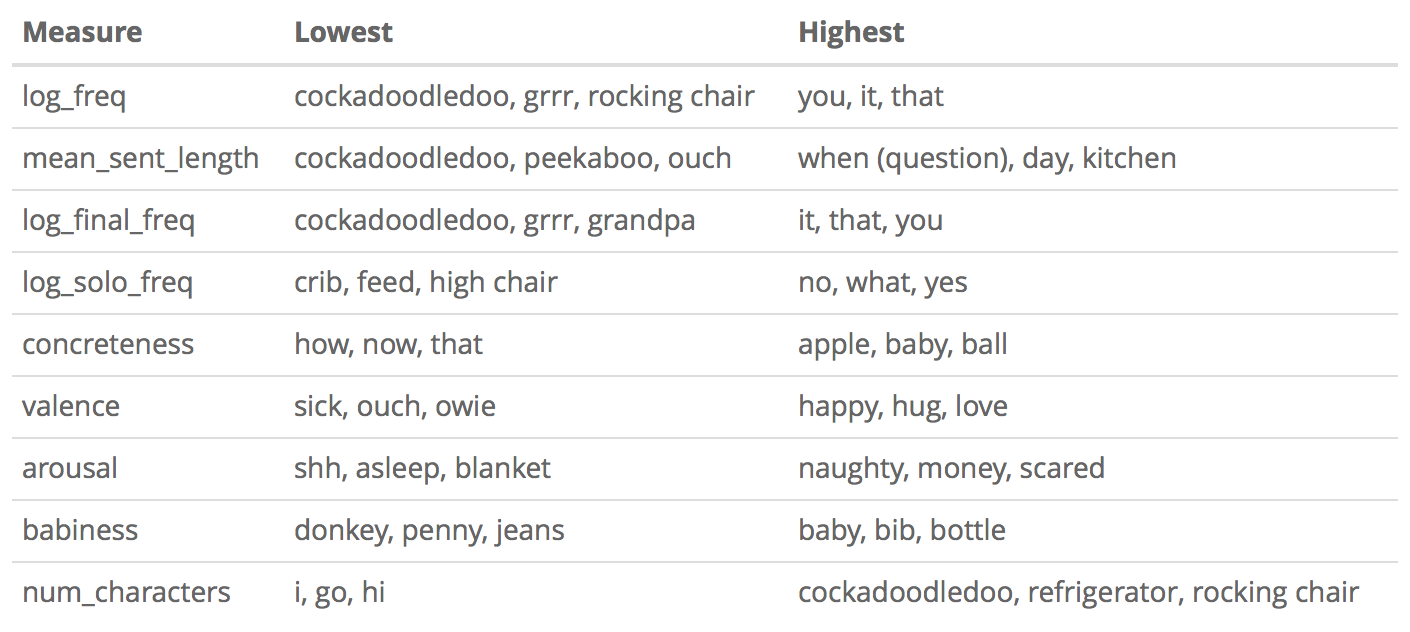 Measure Lowest Highest
log_freq cockadoodledoo, grrr, rocking chair you, it, that
mean_sent_length cockadoodledoo, peekaboo, ouch when (question), day, kitchen
log_final_freq cockadoodledoo, grrr, grandpa it, that, you
log_solo_freq crib, feed, high chair no, what, yes
concreteness how, now, that apple, baby, ball
valence sick, ouch, owie happy, hug, love
arousal shh, asleep, blanket naughty, money, scared
babiness donkey, penny, jeans baby, bib, bottle
num_characters i, go, hi cockadoodledoo, refrigerator, rocking chair